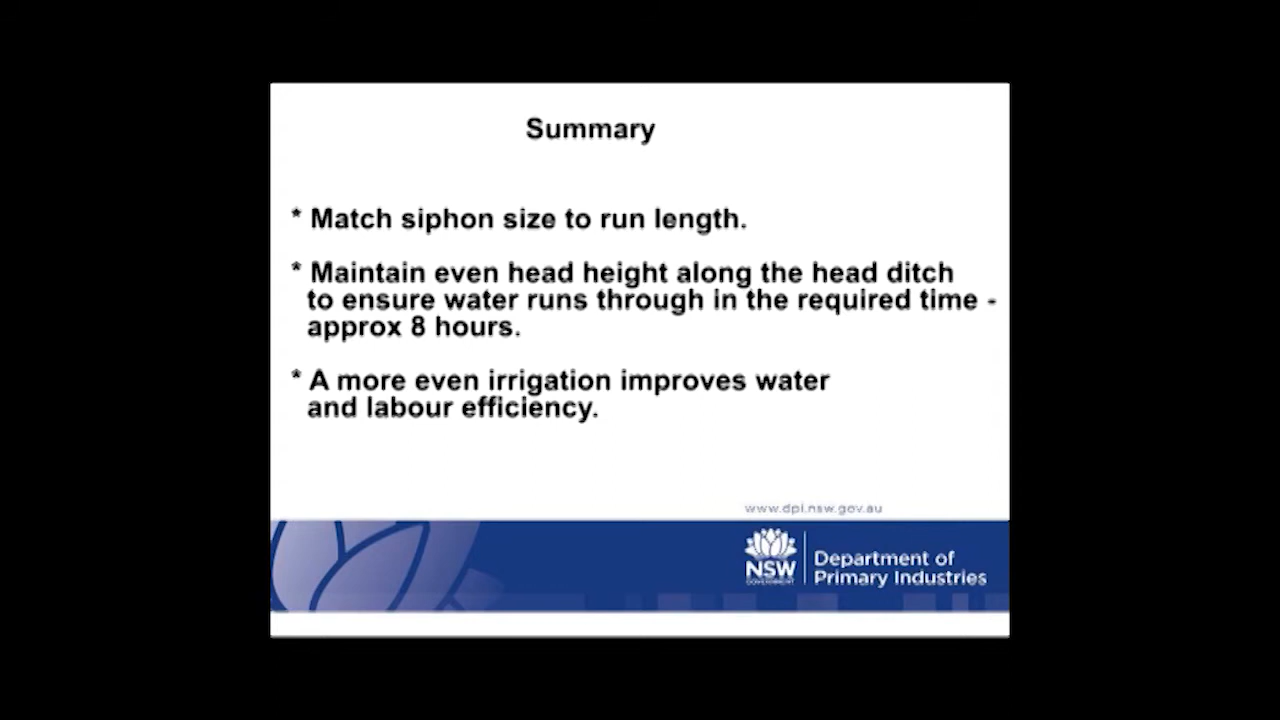 Summary
* Match siphon size to run length.
* Maintain even head height along the head ditch
to ensure water runs through in the required time -
approx 8 hours.
* A more even irrigation improves water
and labour efficiency.
www.dpi.nsw.gov.au
NSW
GOVERNMENT
Department of
Primary Industries